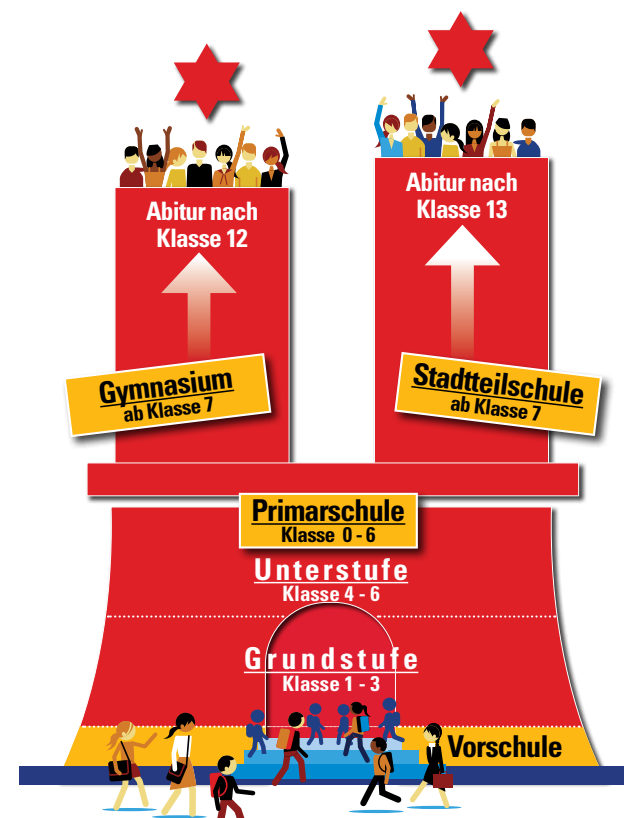 Abitur nach
Klasse 12
Abitur nach
Klasse 13
Gymnasium
ab Klasse 7
Stadtteilschule
ab Klasse 7
Primarschule
Klasse 0 - 6
Unterstufe
Klasse 4 - 6
Grundstufe
Klasse 1 - 3
Vorschule